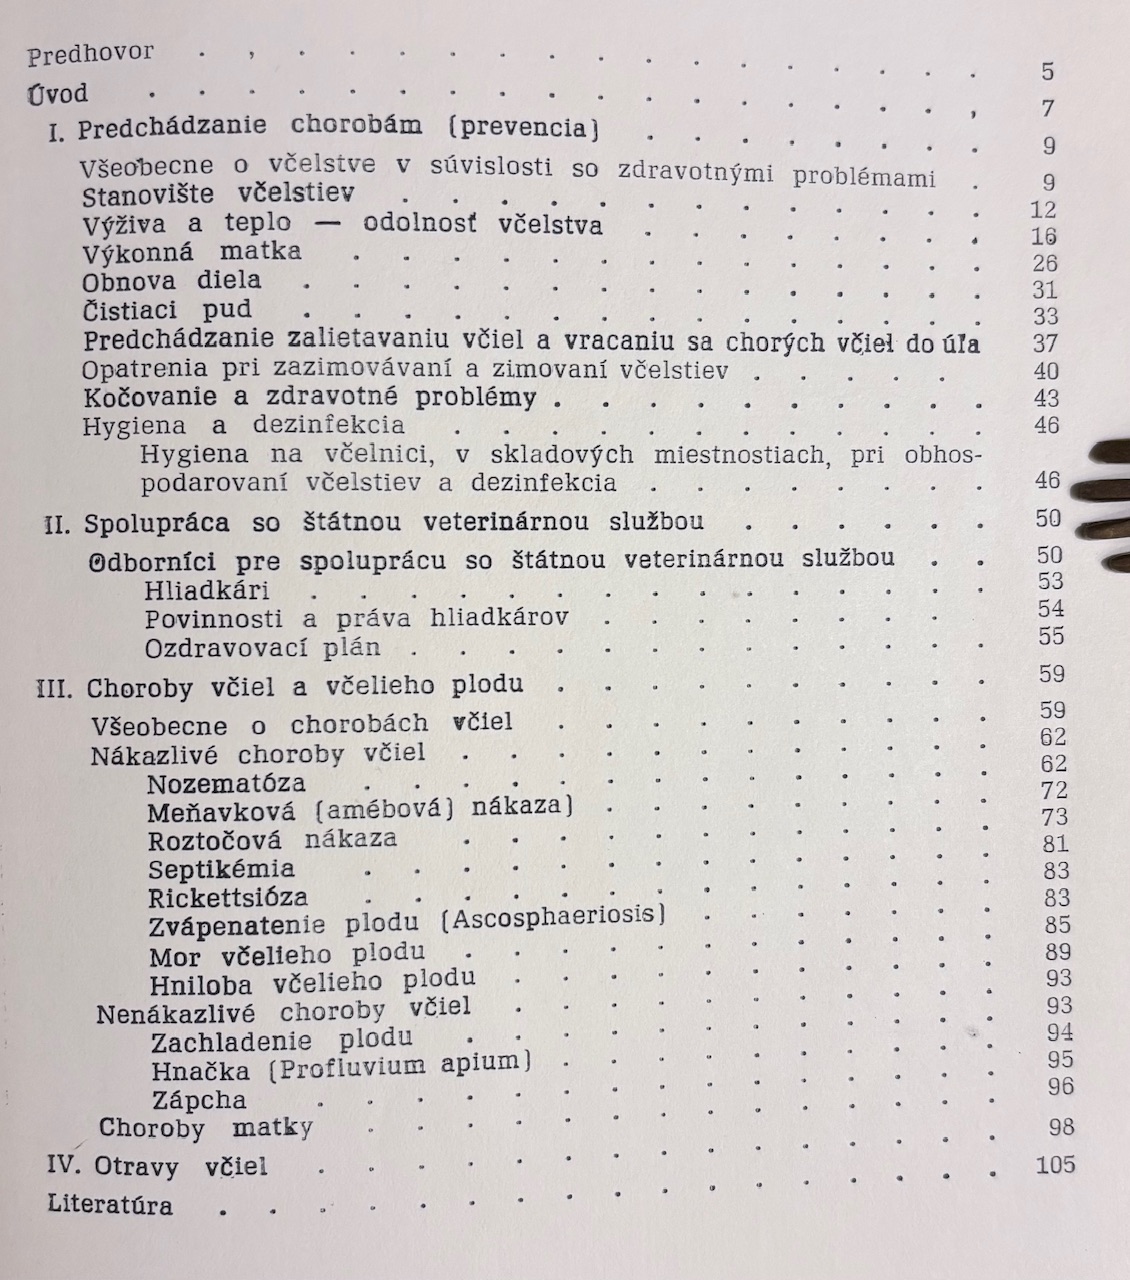 Predhovor . , . . . . . . . . . . . . . . 5
Úvod . . . . . . . . . . . . . . . . , 7
I. Predchádzanie chorobám (prevencia) . . . . . . . . 9
Všeobecne o včelstve v súvislosti so zdravotnými problémami . 9
Stanovište včelstiev . . . . . . . . . . . . . 12
Výživa a teplo — odolnosť včelstva . . . . . . . . 16
Výkonná matka . . . . . . . . . . . . . . 26
Obnova diela . . . . . . . . . . . . . . . 31
Čistiaci pud . . . . . . . . . . . . . . . 33
Predchádzanie zalietavaniu včiel a vracaniu sa chorých včiel do úľa 37
Opatrenia pri zazimovávaní a zimovaní včelstiev . . . . . 40
Kočovanie a zdravotné problémy . . . . . . . . . . 43
Hygiena a dezinfekcia . . . . . . . . . . . . 46
Hygiena na včelnici, v skladových miestnostiach, pri obhos-
podarovaní včelstiev a dezinfekcia . . . . . . . . 46
II. Spolupráca so štátnou veterinárnou službou . . . . . . 50
Odborníci pre spoluprácu so štátnou veterinárnou službou . . 50
Hliadkári . . . . . . . . . . . . . . . 53
Povinnosti a práva hliadkárov . . . . . . . . 54
Ozdravovací plán . . . . . . . . . . . . . 55
III. Choroby včiel a včelieho plodu . . . . . . . . . . 59
Všeobecne o chorobách včiel . . . . . . . . . . 59
Nákazlivé choroby včiel . . . . . . . . . . . . 62
Nozematóza . . . . . . . . . . . . . . 62
Meňavková (amébová) nákaza) . . . . . . . . . 72
Roztočová nákaza . . . . . . . . . . . . 73
Septikémia . . . . . . . . . . . . . . 81
Rickettsióza . . . . . . . . . . . . . . 83
Zvápenatenie plodu (Ascosphaeriosis) . . . . . . . 83
Mor včelieho plodu . . . . . . . . . . . . 85
Hniloba včelieho plodu . . . . . . . . . . . 89
Nenákazlivé choroby včiel . . . . . . . . . . . 93
Zachladenie plodu . . . . . . . . . . . . 93
Hnačka (Profluvium apium) . . . . . . . . . . 94
Zápcha . . . . . . . . . . . . . . . 95
Choroby matky . . . . . . . . . . . . . . 96
IV. Otravy včiel . . . . . . . . . . . . . . . 98
Literatúra . . . . . . . . . . . . . . . . . 105